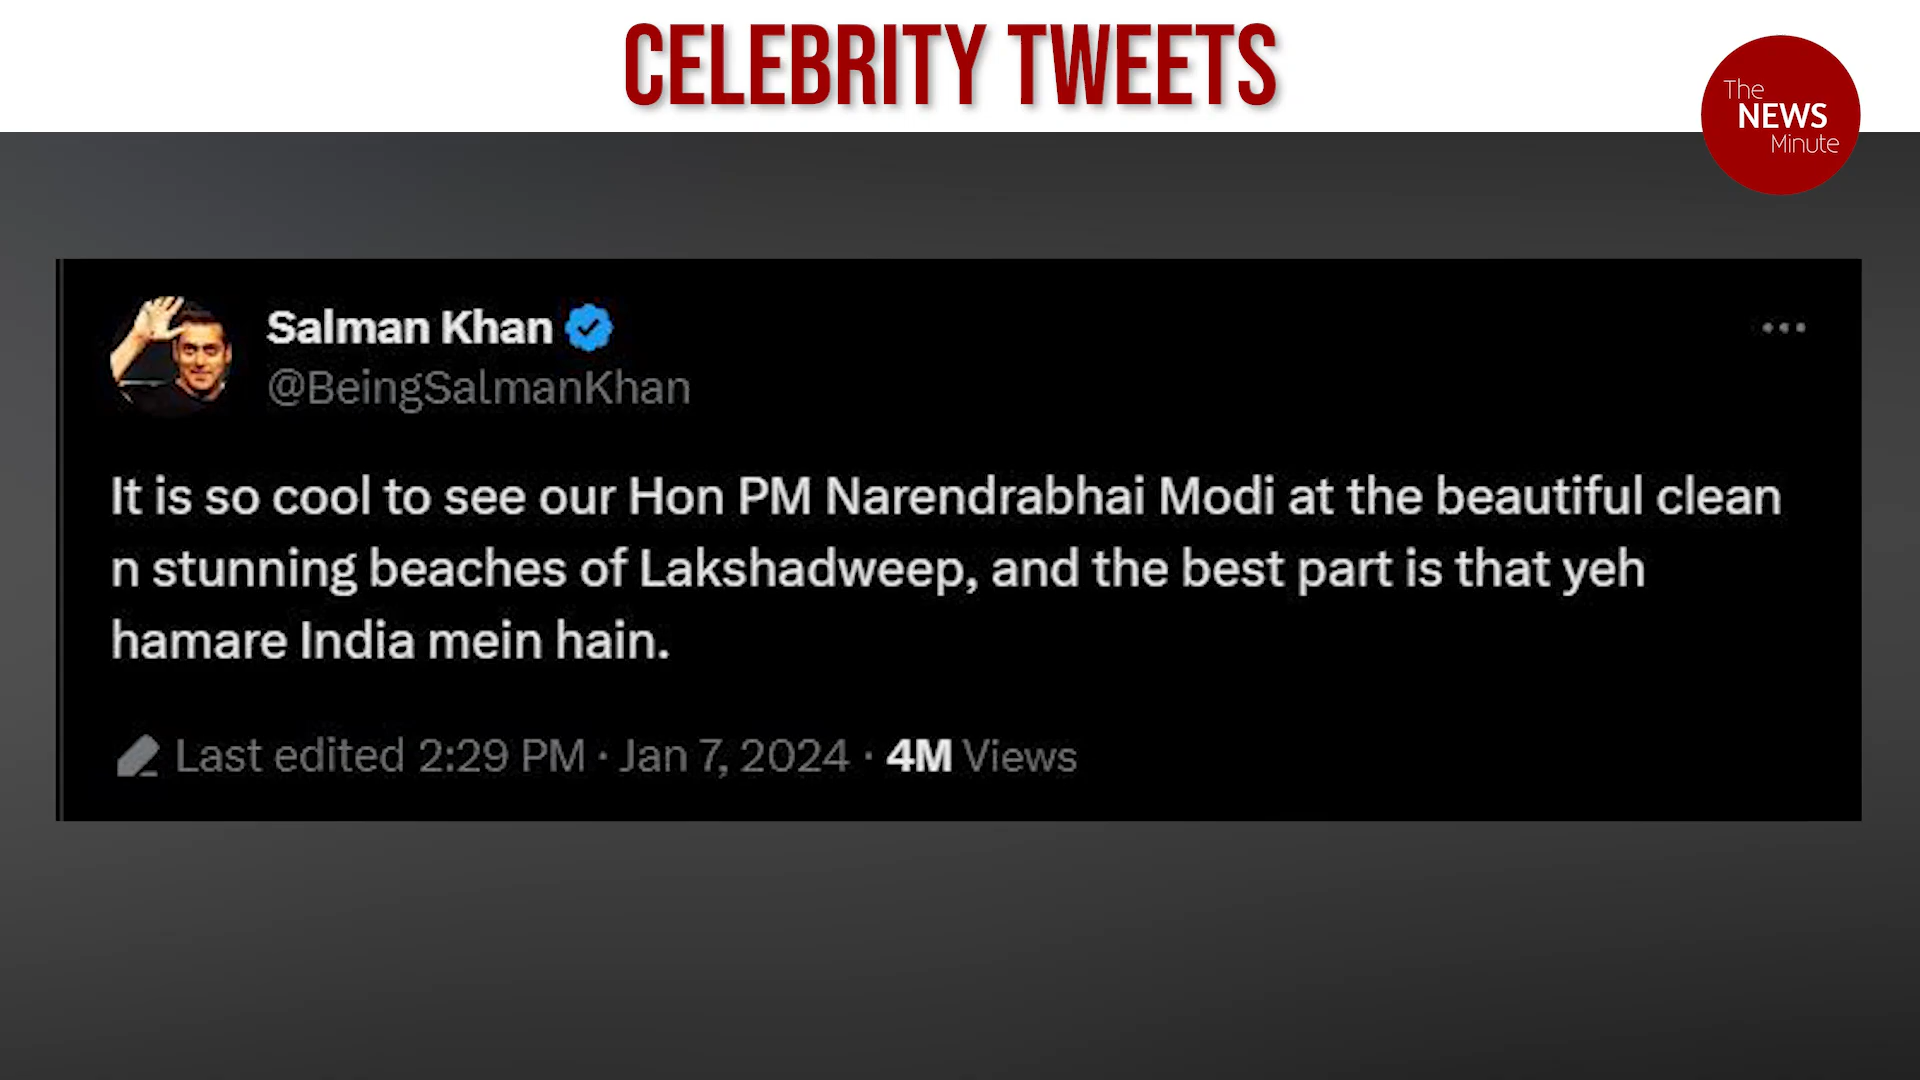 CELEBRITY TWEETS
The
NEWS
Minute
Salman Khan
@BeingSalmanKhan
It is so cool to see our Hon PM Narendrabhai Modi at the beautiful clean
n stunning beaches of Lakshadweep, and the best part is that yeh
hamare India mein hain.
Last edited 2:29 PM · Jan 7, 2024 · 4M Views